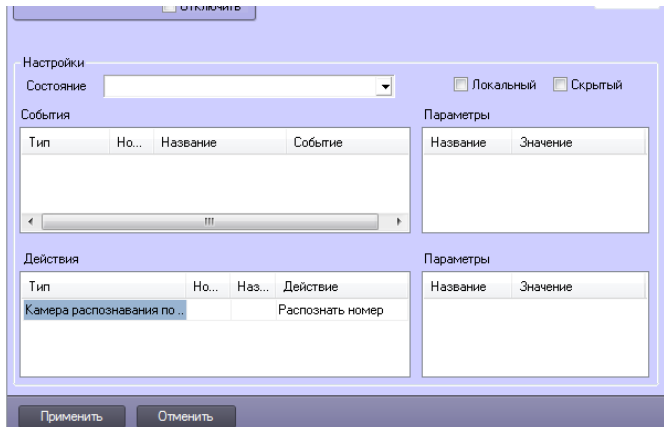 Отключить
Настройки
Состояние
Локальный
Скрытый
События
Параметры
Тип Но... Название Событие
Название Значение
Действия
Параметры
Тип Но... Наз... Действие
Название Значение
Камера распознавания по .. Распознать номер
Применить Отменить